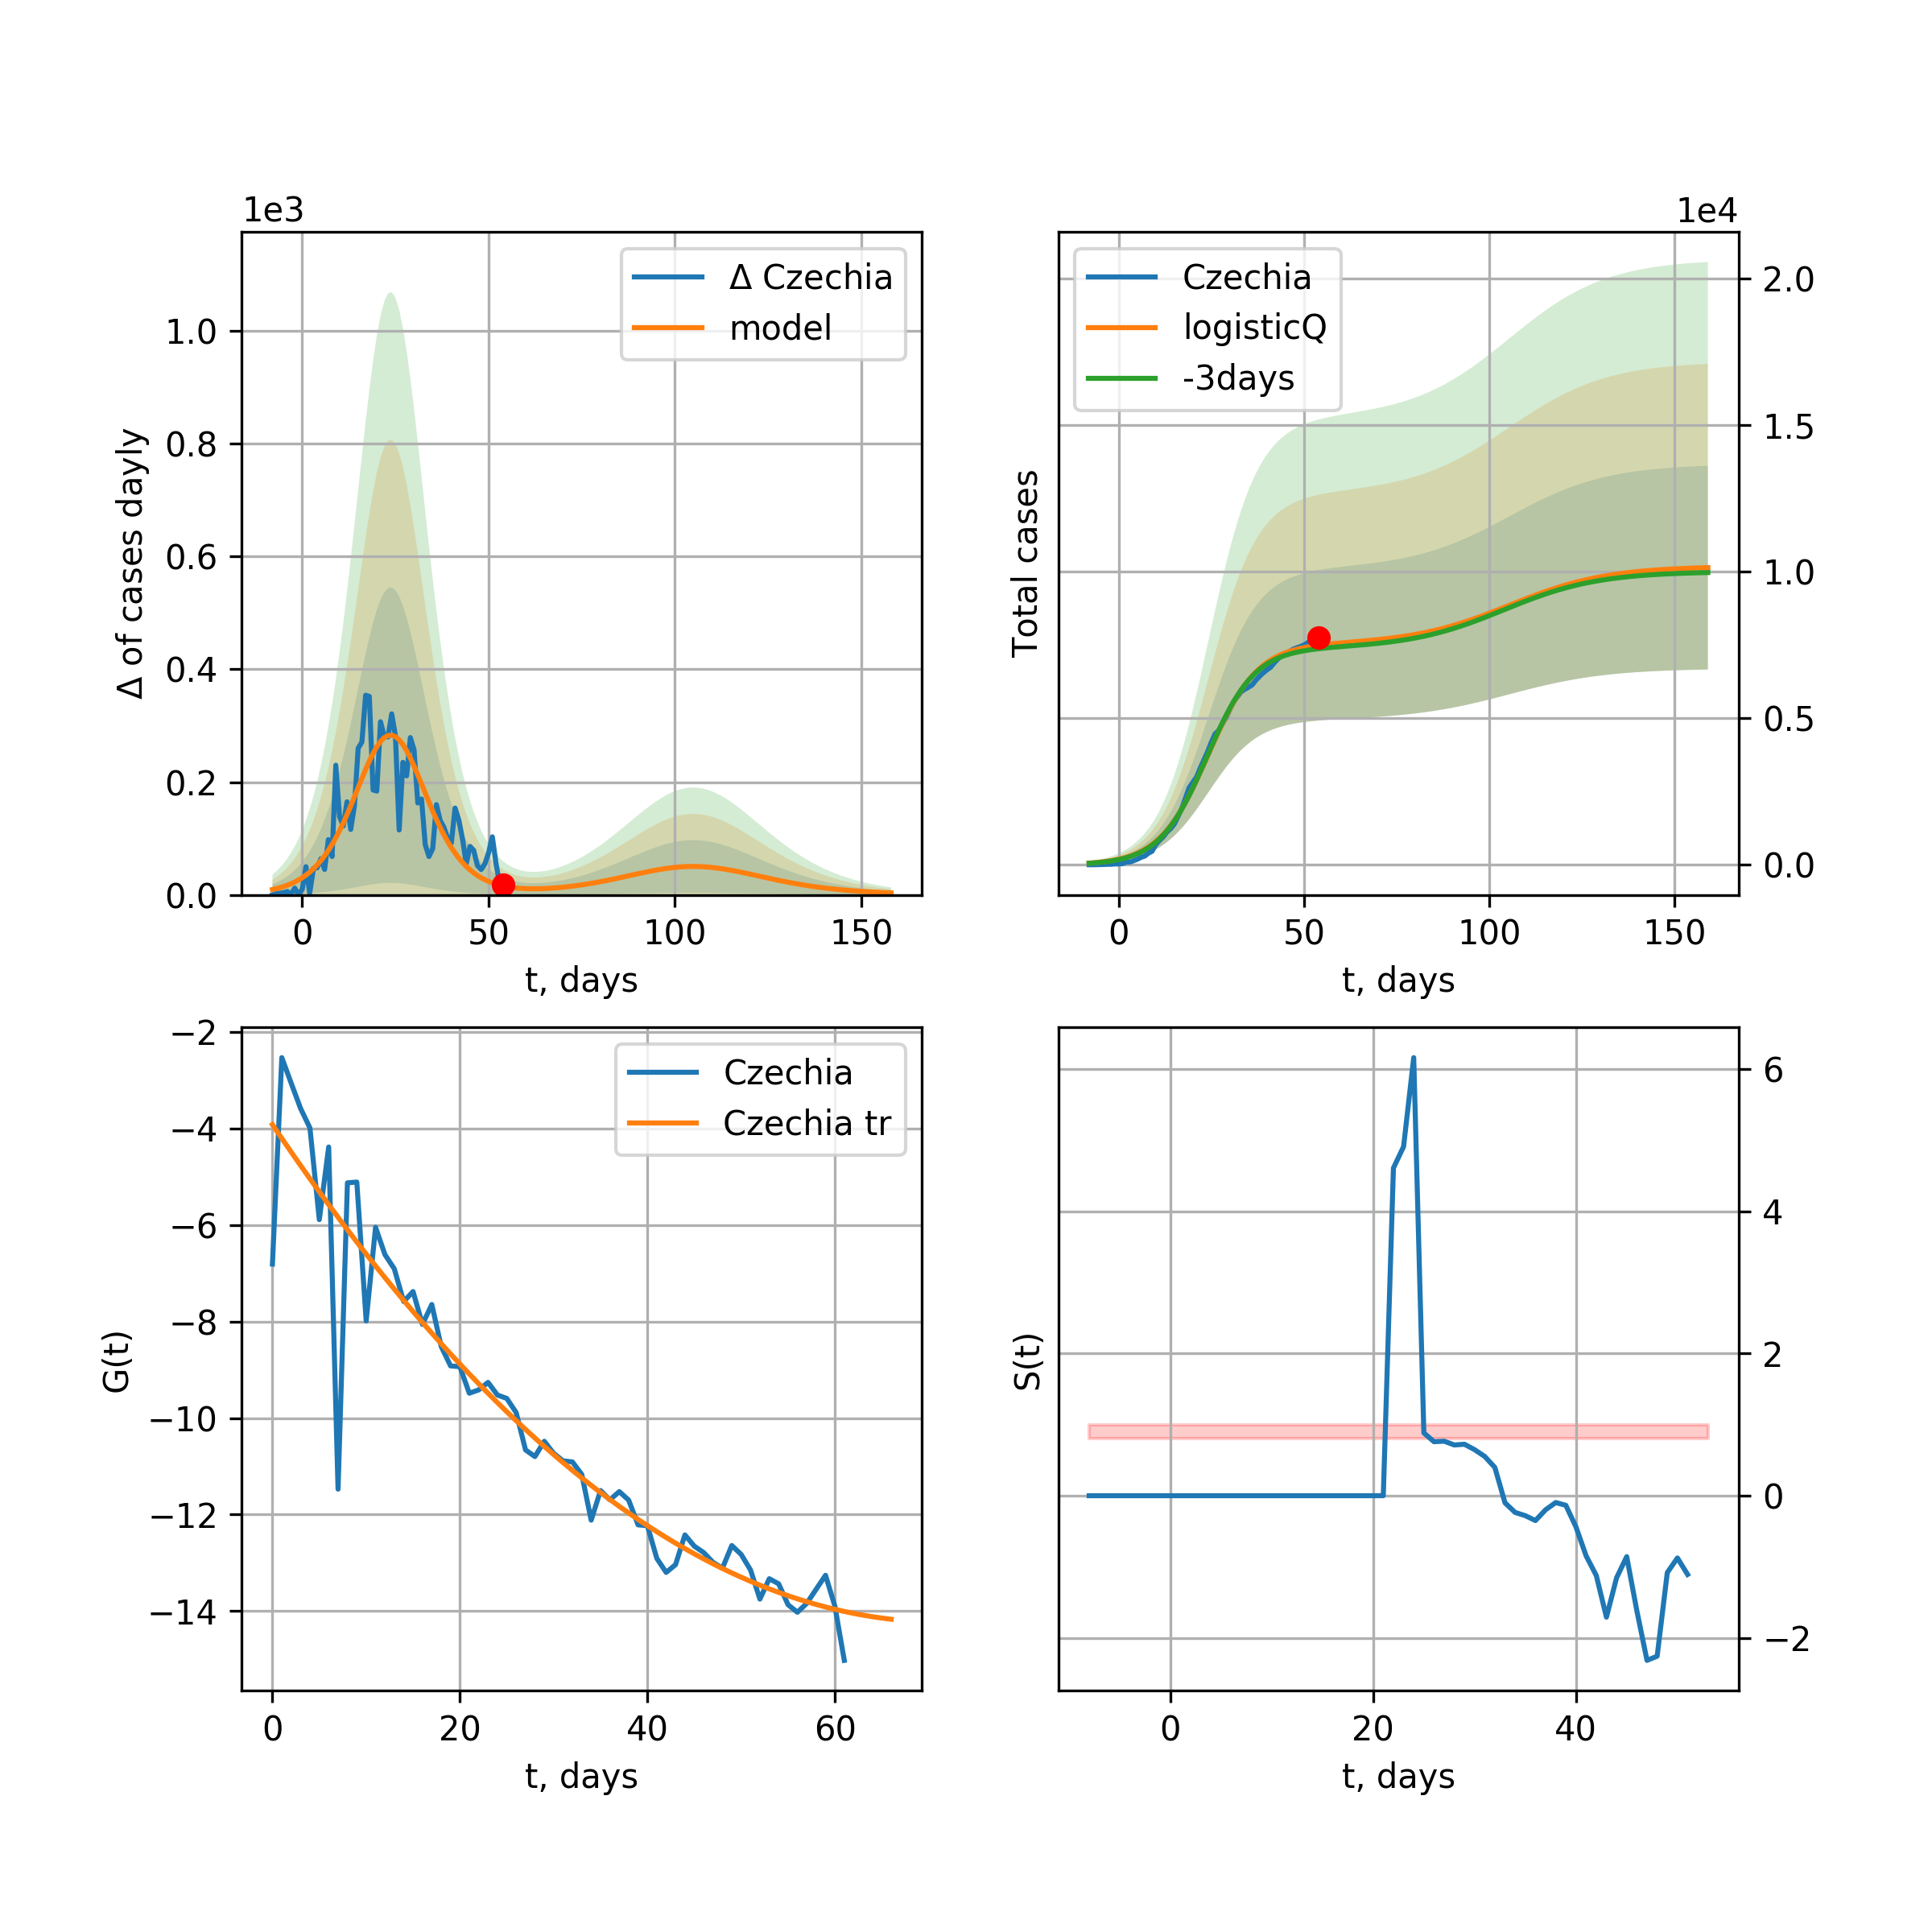 1e3
Δ of cases dayly
1.0
0.8
0.6
0.4
0.2
0.0
0 50 100 150
t, days
Δ Czechia
model
1e4
Total cases
2.0
1.5
1.0
0.5
0.0
0 50 100 150
t, days
Czechia
logisticQ
-3days
G(t)
−2
−4
−6
−8
−10
−12
−14
0 20 40 60
t, days
Czechia
Czechia tr
S(t)
6
4
2
0
−2
0 20 40
t, days